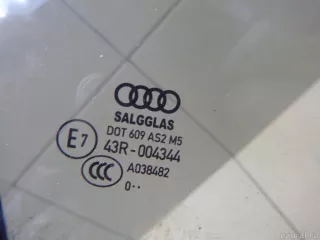 SALGGLAS
DOT 609 AS2 M5
E7 43R-004344
CCC A038482
0··